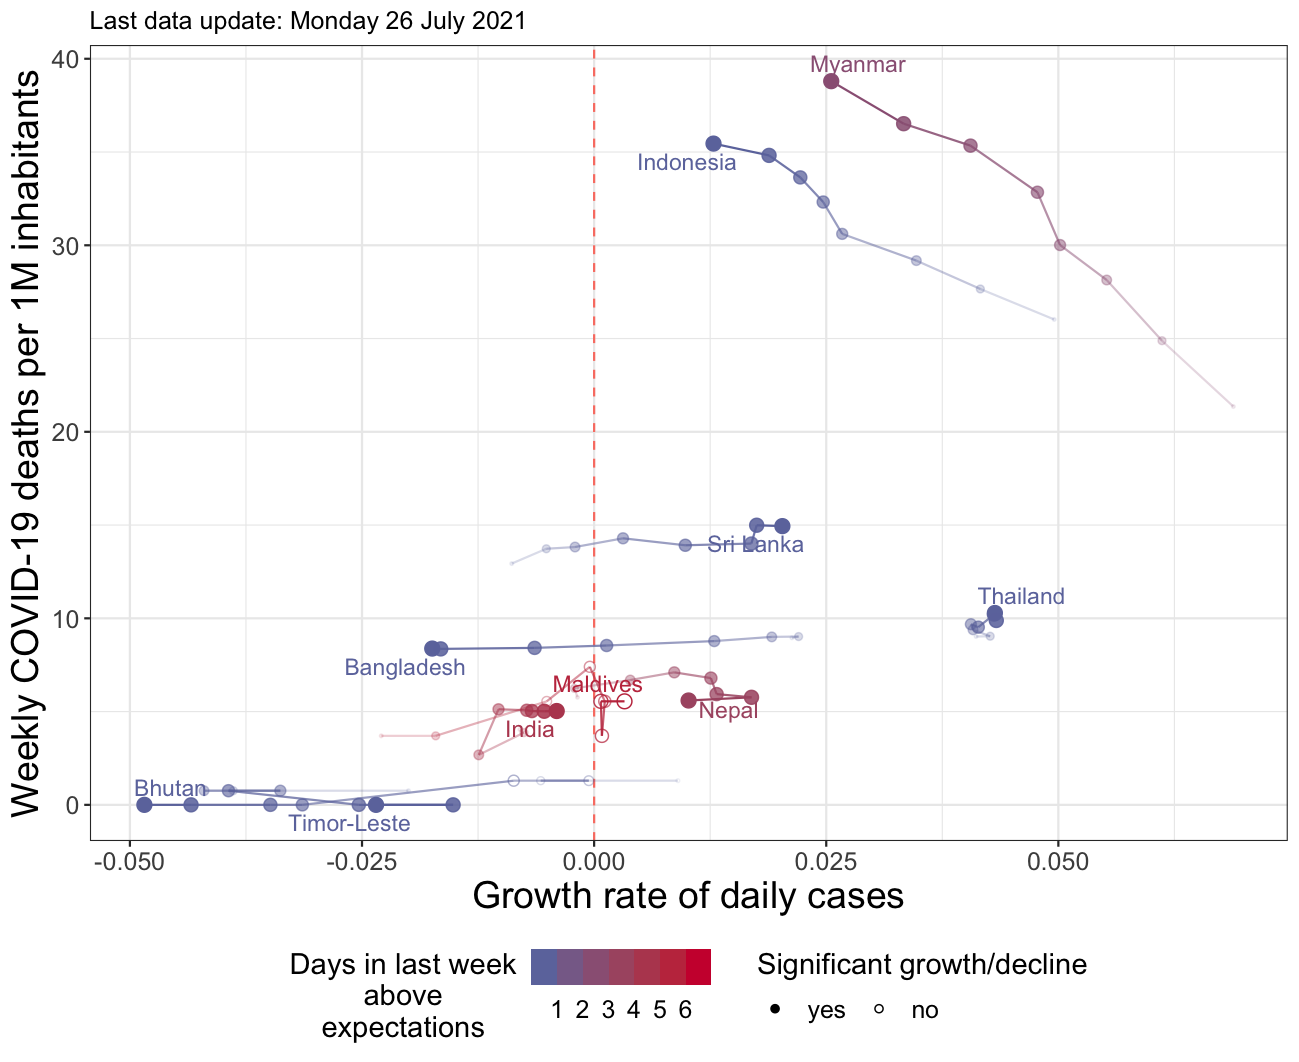 Last data update: Monday 26 July 2021
Weekly COVID-19 deaths per 1M inhabitants
40
30
20
10
0
Myanmar
Indonesia
Sri Lanka
Thailand
Bangladesh
Maldives
Nepal
India
Bhutan
Timor-Leste
-0.050
-0.025
0.000
0.025
0.050
Growth rate of daily cases
Days in last week
above
expectations
1 2 3 4 5 6
Significant growth/decline
yes no